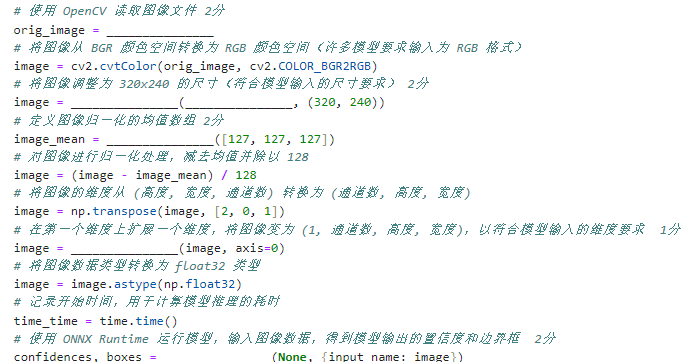 # 使用 OpenCV 读取图像文件 2分
orig_image = _______________
# 将图像从 BGR 颜色空间转换为 RGB 颜色空间（许多模型要求输入为 RGB 格式）
image = cv2.cvtColor(orig_image, cv2.COLOR_BGR2RGB)
# 将图像调整为 320x240 的尺寸（符合模型输入的尺寸要求） 2分
image = _______________(_______________, (320, 240))
# 定义图像归一化的均值数组 2分
image_mean = _______________([127, 127, 127])
# 对图像进行归一化处理，减去均值并除以 128
image = (image - image_mean) / 128
# 将图像的维度从 (高度, 宽度, 通道数) 转换为 (通道数, 高度, 宽度)
image = np.transpose(image, [2, 0, 1])
# 在第一个维度上扩展一个维度，将图像变为 (1, 通道数, 高度, 宽度)，以符合模型输入的维度要求  1分
image = _______________(image, axis=0)
# 将图像数据类型转换为 float32 类型
image = image.astype(np.float32)
# 记录开始时间，用于计算模型推理的耗时
time_time = time.time()
# 使用 ONNX Runtime 运行模型，输入图像数据，得到模型输出的置信度和边界框  2分
confidences, boxes = _______________(None, {input_name: image})